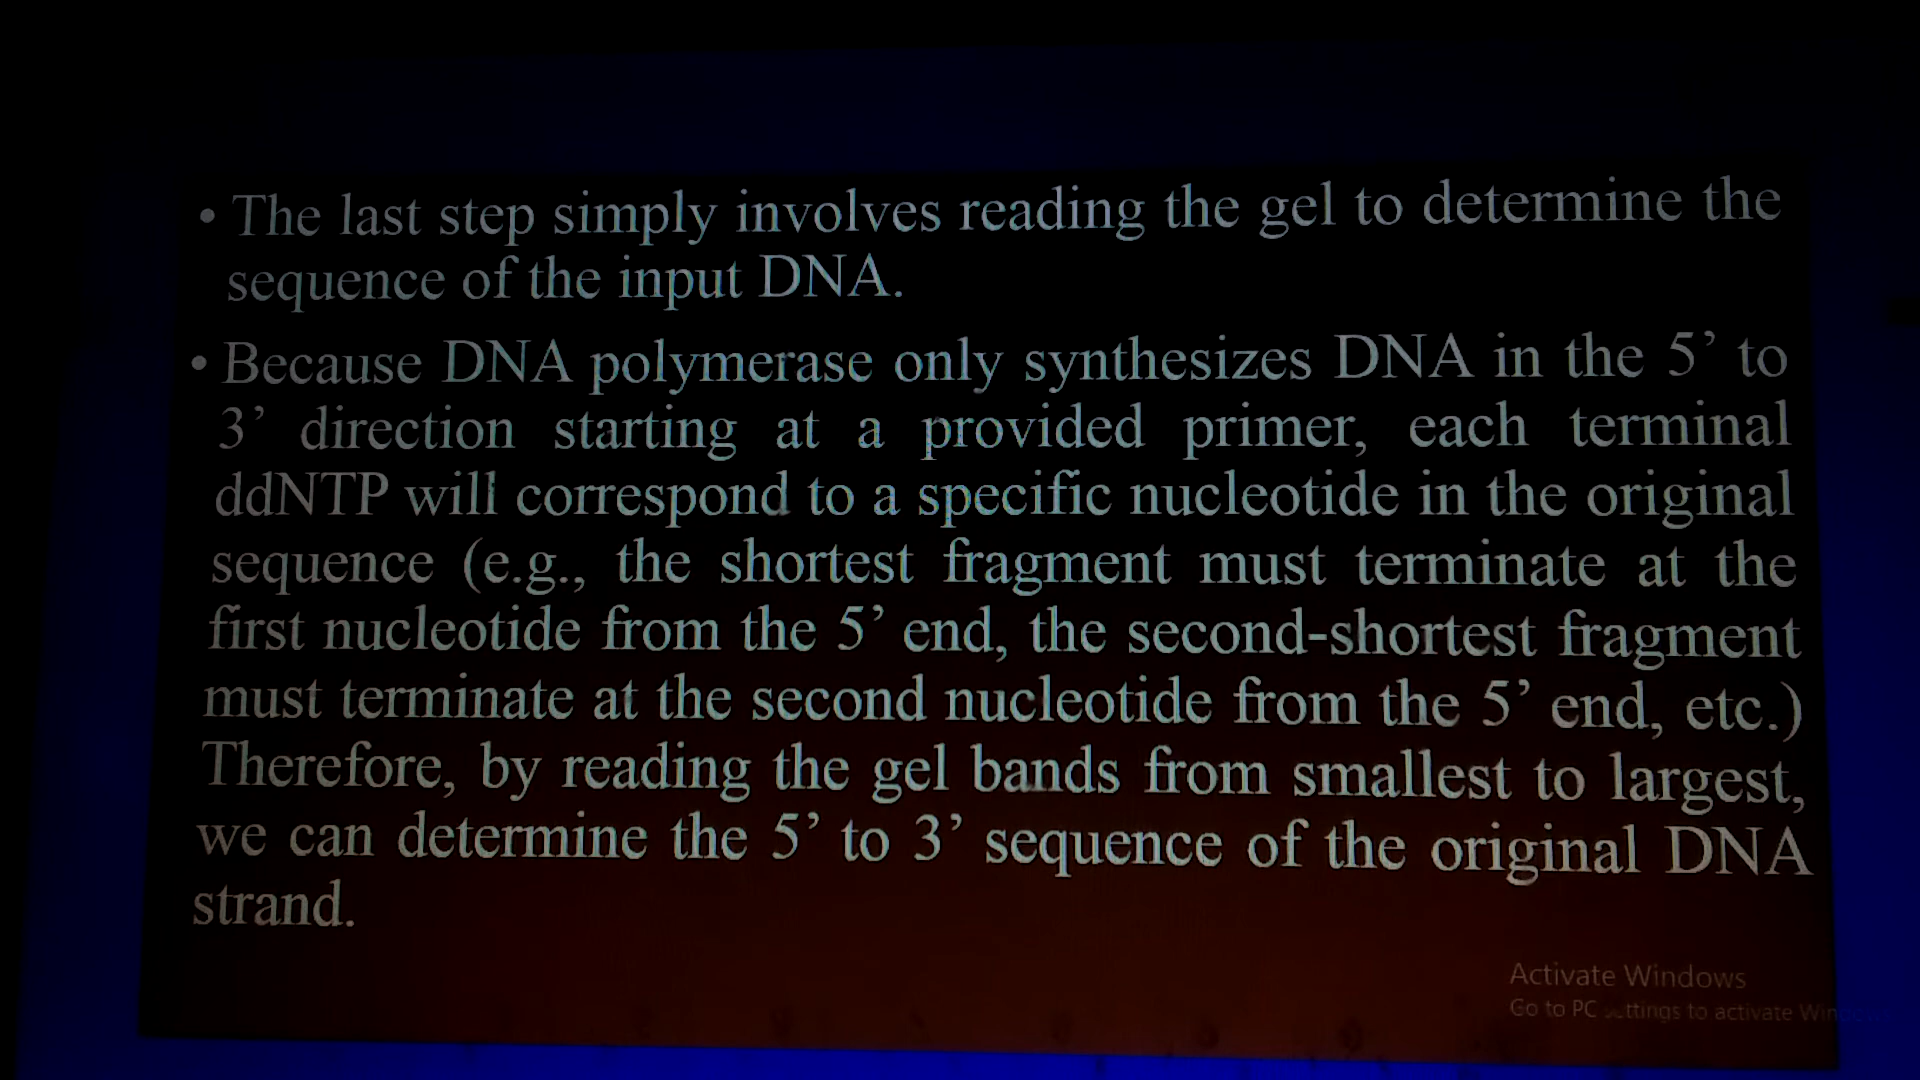 • The last step simply involves reading the gel to determine the
sequence of the input DNA.
• Because DNA polymerase only synthesizes DNA in the 5’ to
3’ direction starting at a provided primer, each terminal
ddNTP will correspond to a specific nucleotide in the original
sequence (e.g., the shortest fragment must terminate at the
first nucleotide from the 5’ end, the second-shortest fragment
must terminate at the second nucleotide from the 5’ end, etc.)
Therefore, by reading the gel bands from smallest to largest,
we can determine the 5’ to 3’ sequence of the original DNA
strand.
Activate Windows
Go to PC to activate